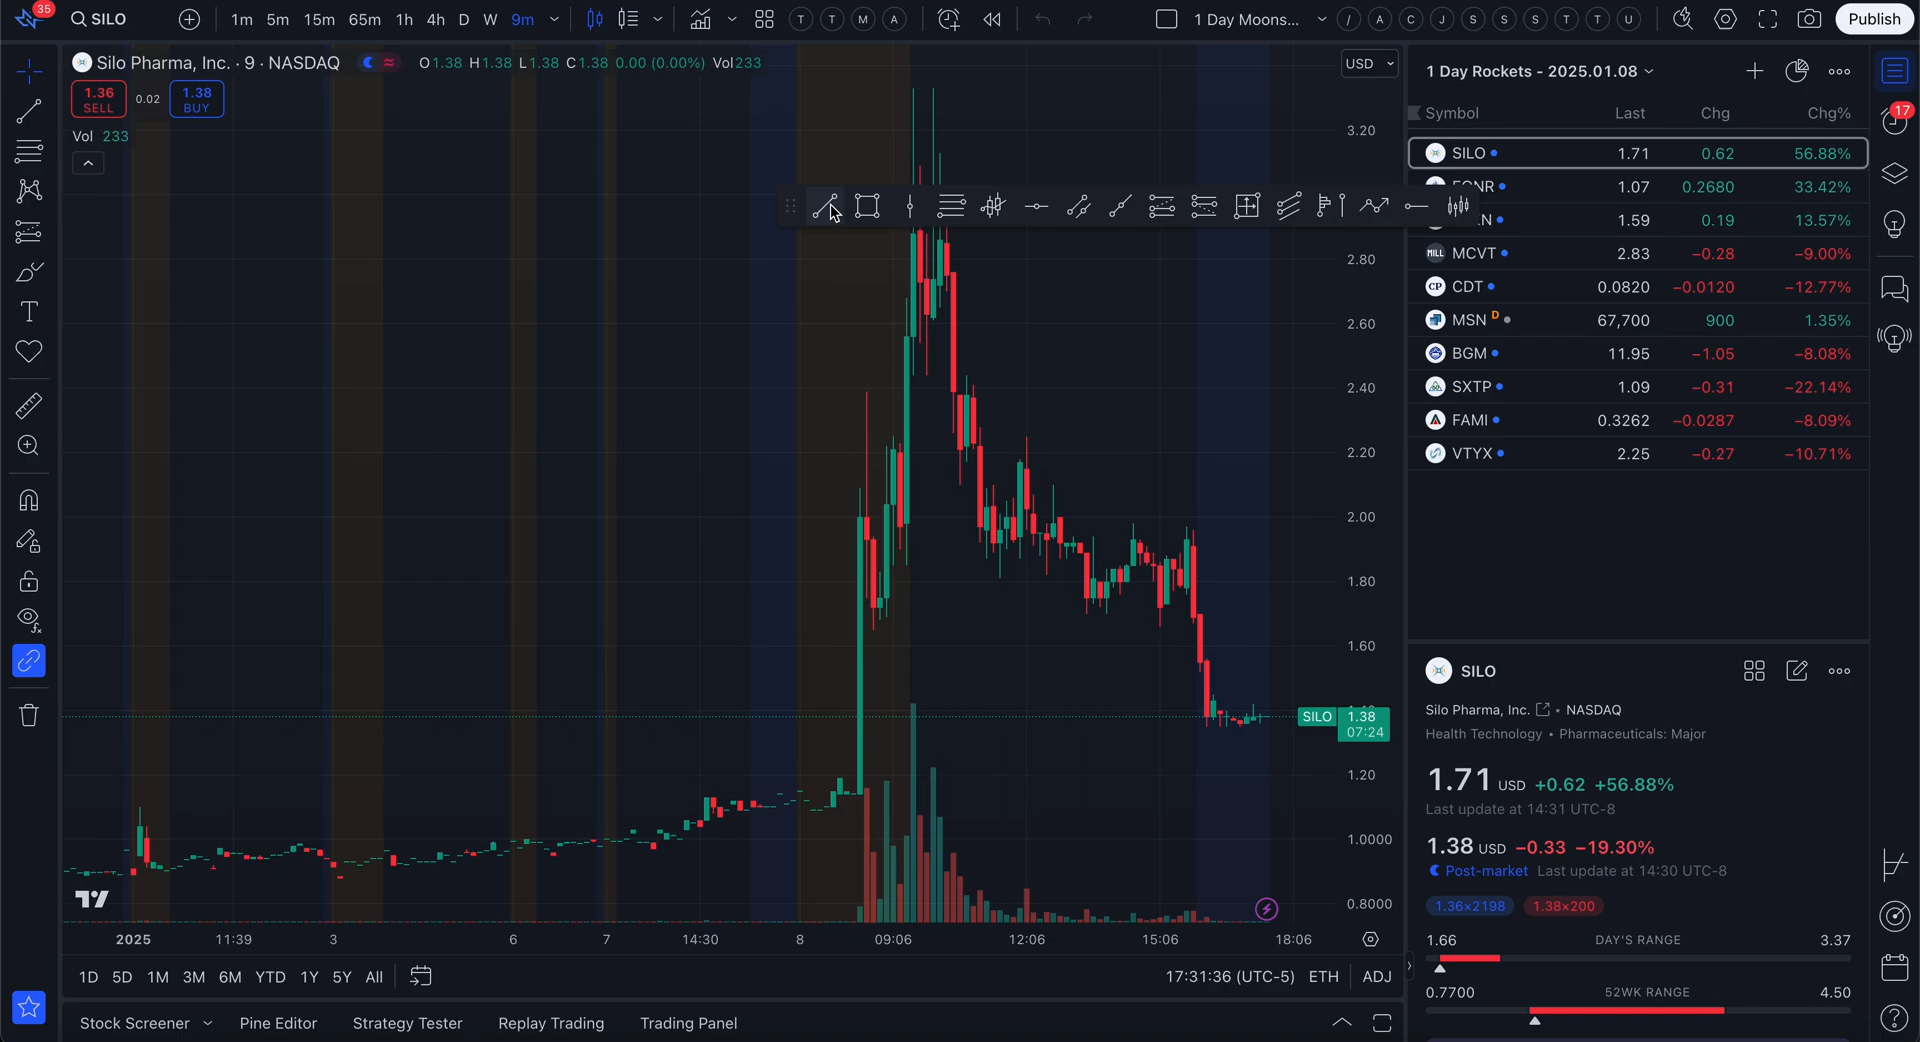 35
SILO
1m 5m 15m 65m 1h 4h D W 9m
T T M A
1 Day Moons...
/ A C J S S S T T U
Publish
Silo Pharma, Inc. · 9 · NASDAQ
O1.38 H1.38 L1.38 C1.38 0.00 (0.00%) Vol233
USD
1.36
SELL
0.02
1.38
BUY
Vol 233
3.20
2.80
2.60
2.40
2.20
2.00
1.80
1.60
SILO 1.38
07:24
1.20
1.0000
0.8000
2025 11:39 3 6 7 14:30 8 09:06 12:06 15:06 18:06
1D 5D 1M 3M 6M YTD 1Y 5Y All
17:31:36 (UTC-5) ETH ADJ
Stock Screener Pine Editor Strategy Tester Replay Trading Trading Panel
1 Day Rockets - 2025.01.08
17
Symbol Last Chg Chg%
SILO 1.71 0.62 56.88%
1.07 0.2680 33.42%
1.59 0.19 13.57%
MILL MCVT 2.83 −0.28 −9.00%
CP CDT 0.0820 −0.0120 −12.77%
MSN D 67,700 900 1.35%
BGM 11.95 −1.05 −8.08%
SXTP 1.09 −0.31 −22.14%
FAMI 0.3262 −0.0287 −8.09%
VTYX 2.25 −0.27 −10.71%
SILO
Silo Pharma, Inc. • NASDAQ
Health Technology • Pharmaceuticals: Major
1.71 USD +0.62 +56.88%
Last update at 14:31 UTC-8
1.38 USD −0.33 −19.30%
Post-market Last update at 14:30 UTC-8
1.36×2198 1.38×200
1.66 DAY'S RANGE 3.37
0.7700 52WK RANGE 4.50